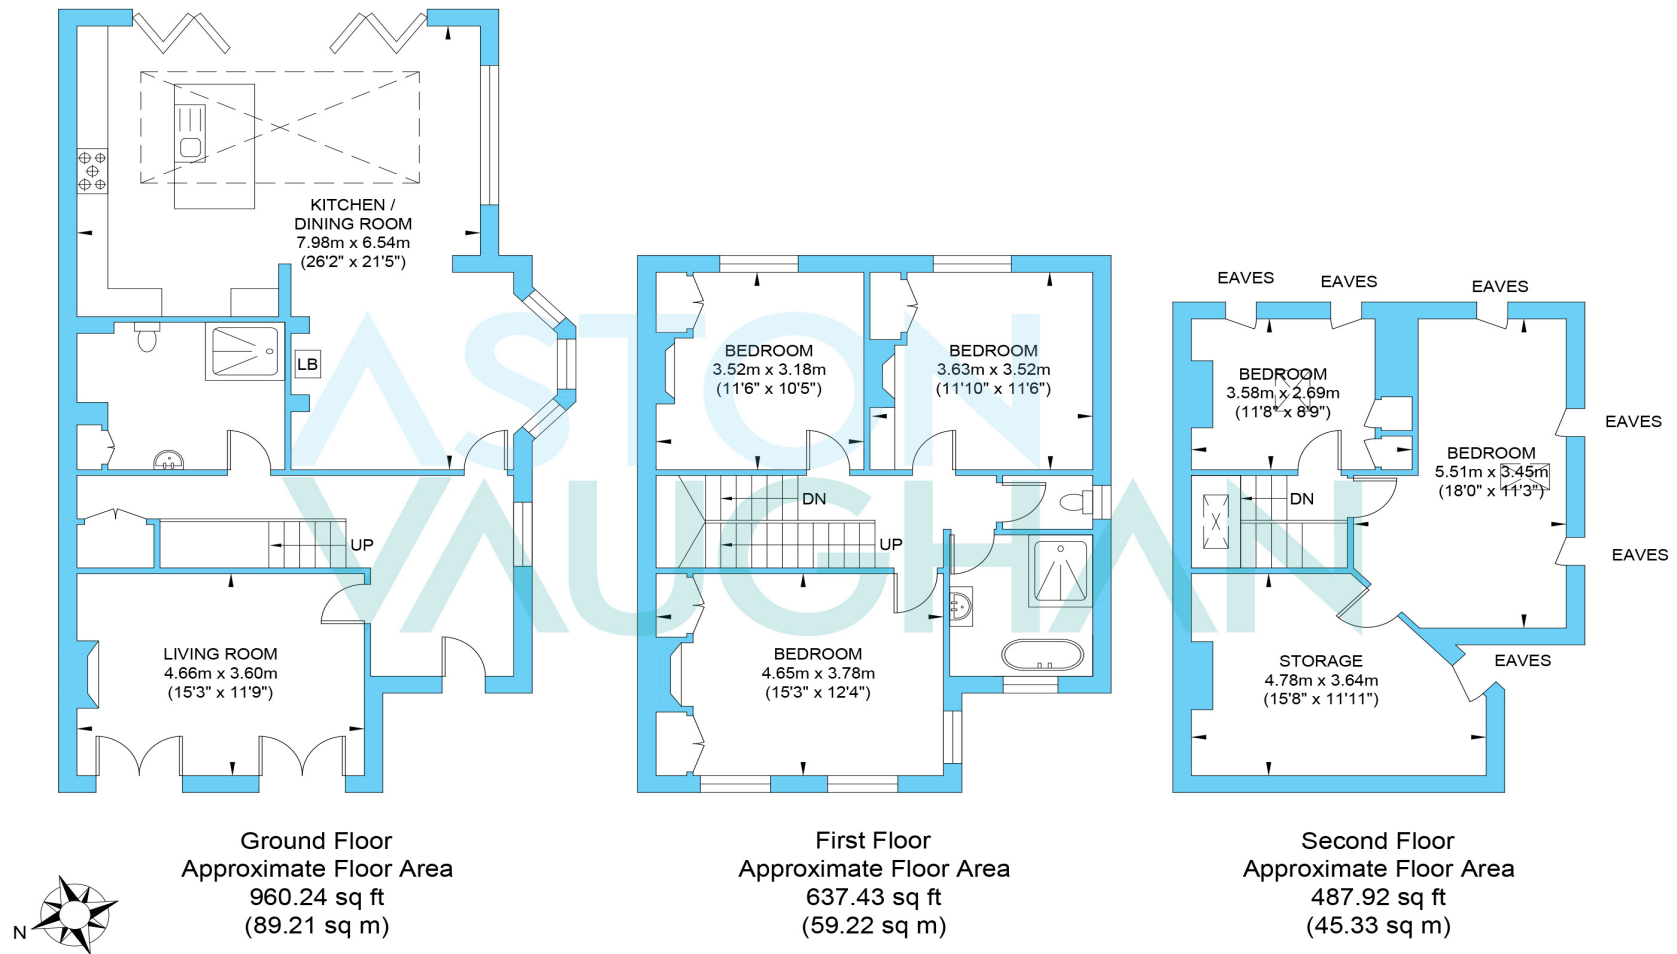 KITCHEN /
DINING ROOM
7.98m x 6.54m
(26'2" x 21'5")
LB
UP
LIVING ROOM
4.66m x 3.60m
(15'3" x 11'9")
BEDROOM
3.52m x 3.18m
(11'6" x 10'5")
BEDROOM
3.63m x 3.52m
(11'10" x 11'6")
DN
UP
BEDROOM
4.65m x 3.78m
(15'3" x 12'4")
EAVES
EAVES
EAVES
BEDROOM
3.58m x 2.69m
(11'8" x 8'9")
EAVES
BEDROOM
5.51m x 3.45m
(18'0" x 11'3")
DN
EAVES
EAVES
STORAGE
4.78m x 3.64m
(15'8" x 11'11")
ASTON
VAUGHAN
Ground Floor
Approximate Floor Area
960.24 sq ft
(89.21 sq m)
First Floor
Approximate Floor Area
637.43 sq ft
(59.22 sq m)
Second Floor
Approximate Floor Area
487.92 sq ft
(45.33 sq m)
N